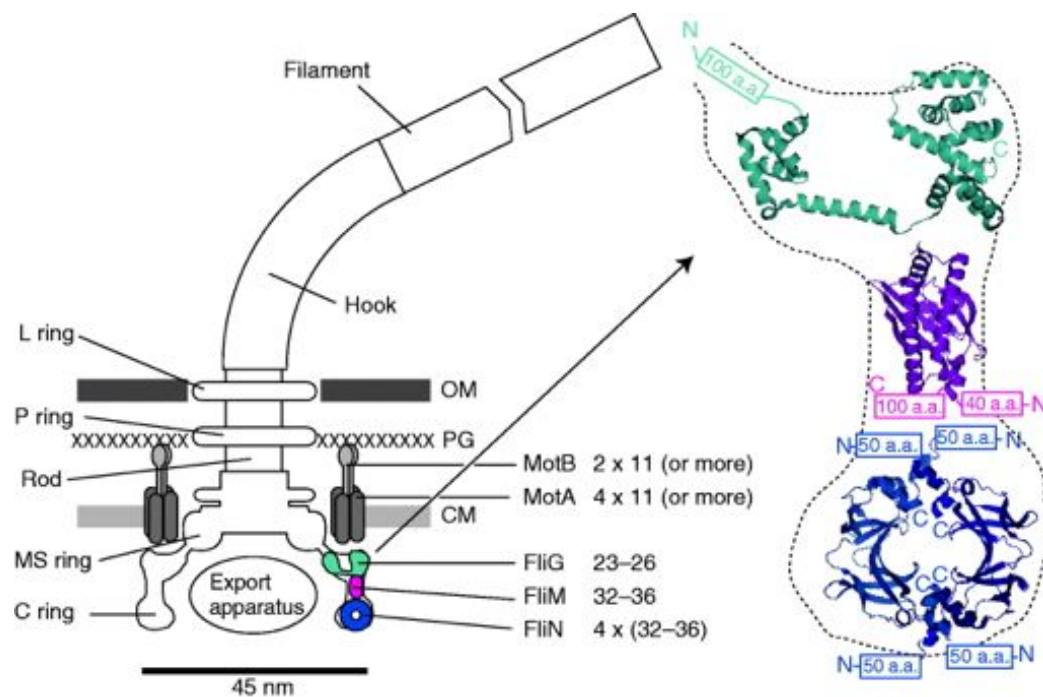 Filament
Hook
L ring
OM
P ring
XXXXXXXXXX
XXXXXXXXXX
PG
Rod
MotB 2 x 11 (or more)
MotA 4 x 11 (or more)
CM
MS ring
FliG 23–26
Export
apparatus
FliM 32–36
C ring
FliN 4 x (32–36)
45 nm
N
100 a.a.
C
C
100 a.a.
40 a.a. N
N 50 a.a.
50 a.a. N
C C
C C
N 50 a.a.
50 a.a. N